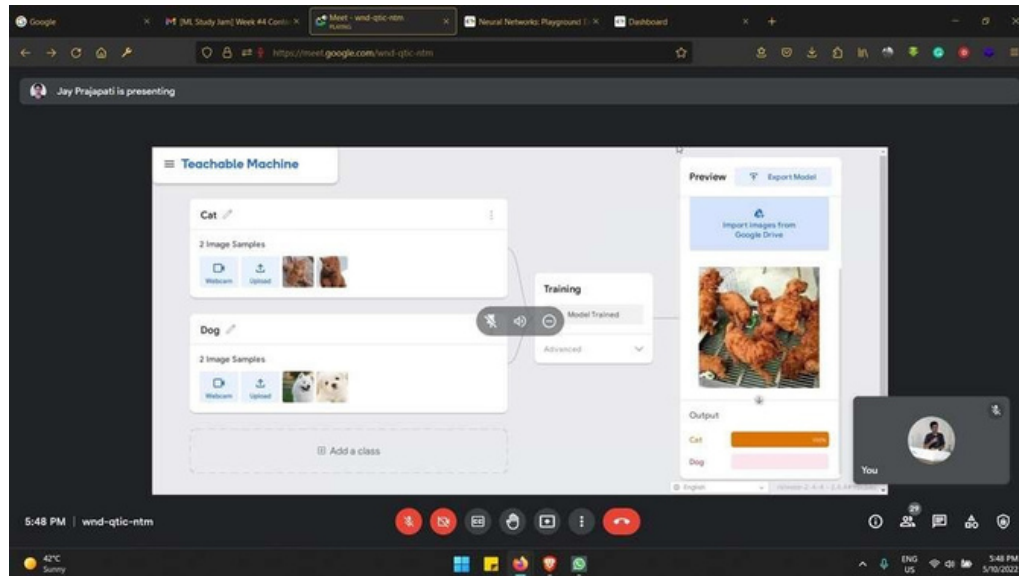 Google
[ML Study Jam] Week #4 Conte
Meet - wnd-qtic-ntm
PLAYING
Neural Networks: Playground E
Dashboard
https://meet.google.com/wnd-qtic-ntm
Jay Prajapati is presenting
Teachable Machine
Preview
Export Model
Import images from
Google Drive
Cat
2 Image Samples
Webcam
Upload
Training
Model Trained
Advanced
Dog
2 Image Samples
Webcam
Upload
Add a class
Output
Cat
Dog
English
You
5:48 PM | wnd-qtic-ntm
29
42°C
Sunny
ENG
US
5:48 PM
5/10/2022